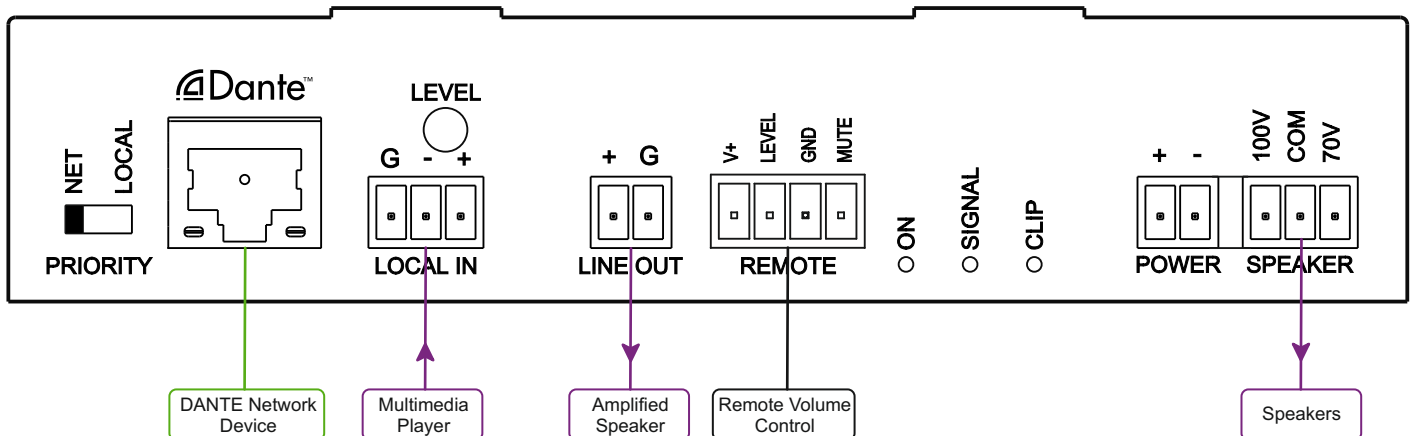 Dante™
LEVEL
NET
LOCAL
PRIORITY
G - +
LOCAL IN
+ G
LINE OUT
V+
LEVEL
GND
MUTE
REMOTE
ON
SIGNAL
CLIP
+ -
POWER
100V
COM
70V
SPEAKER
DANTE Network
Device
Multimedia
Player
Amplified
Speaker
Remote Volume
Control
Speakers